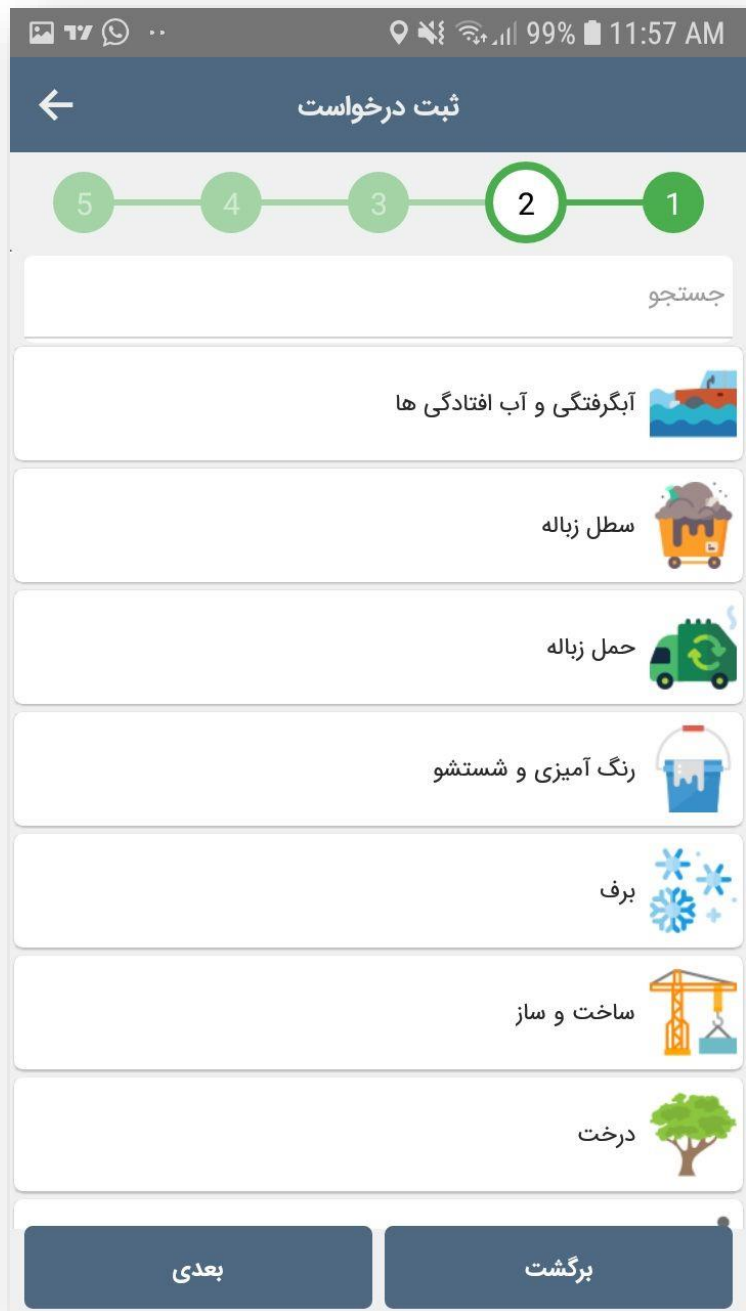 99% 11:57 AM
ثبت درخواست
1 2 3 4 5
جستجو
آبگرفتگی و آب افتادگی ها
سطل زباله
حمل زباله
رنگ آمیزی و شستشو
برف
ساخت و ساز
درخت
برگشت
بعدی